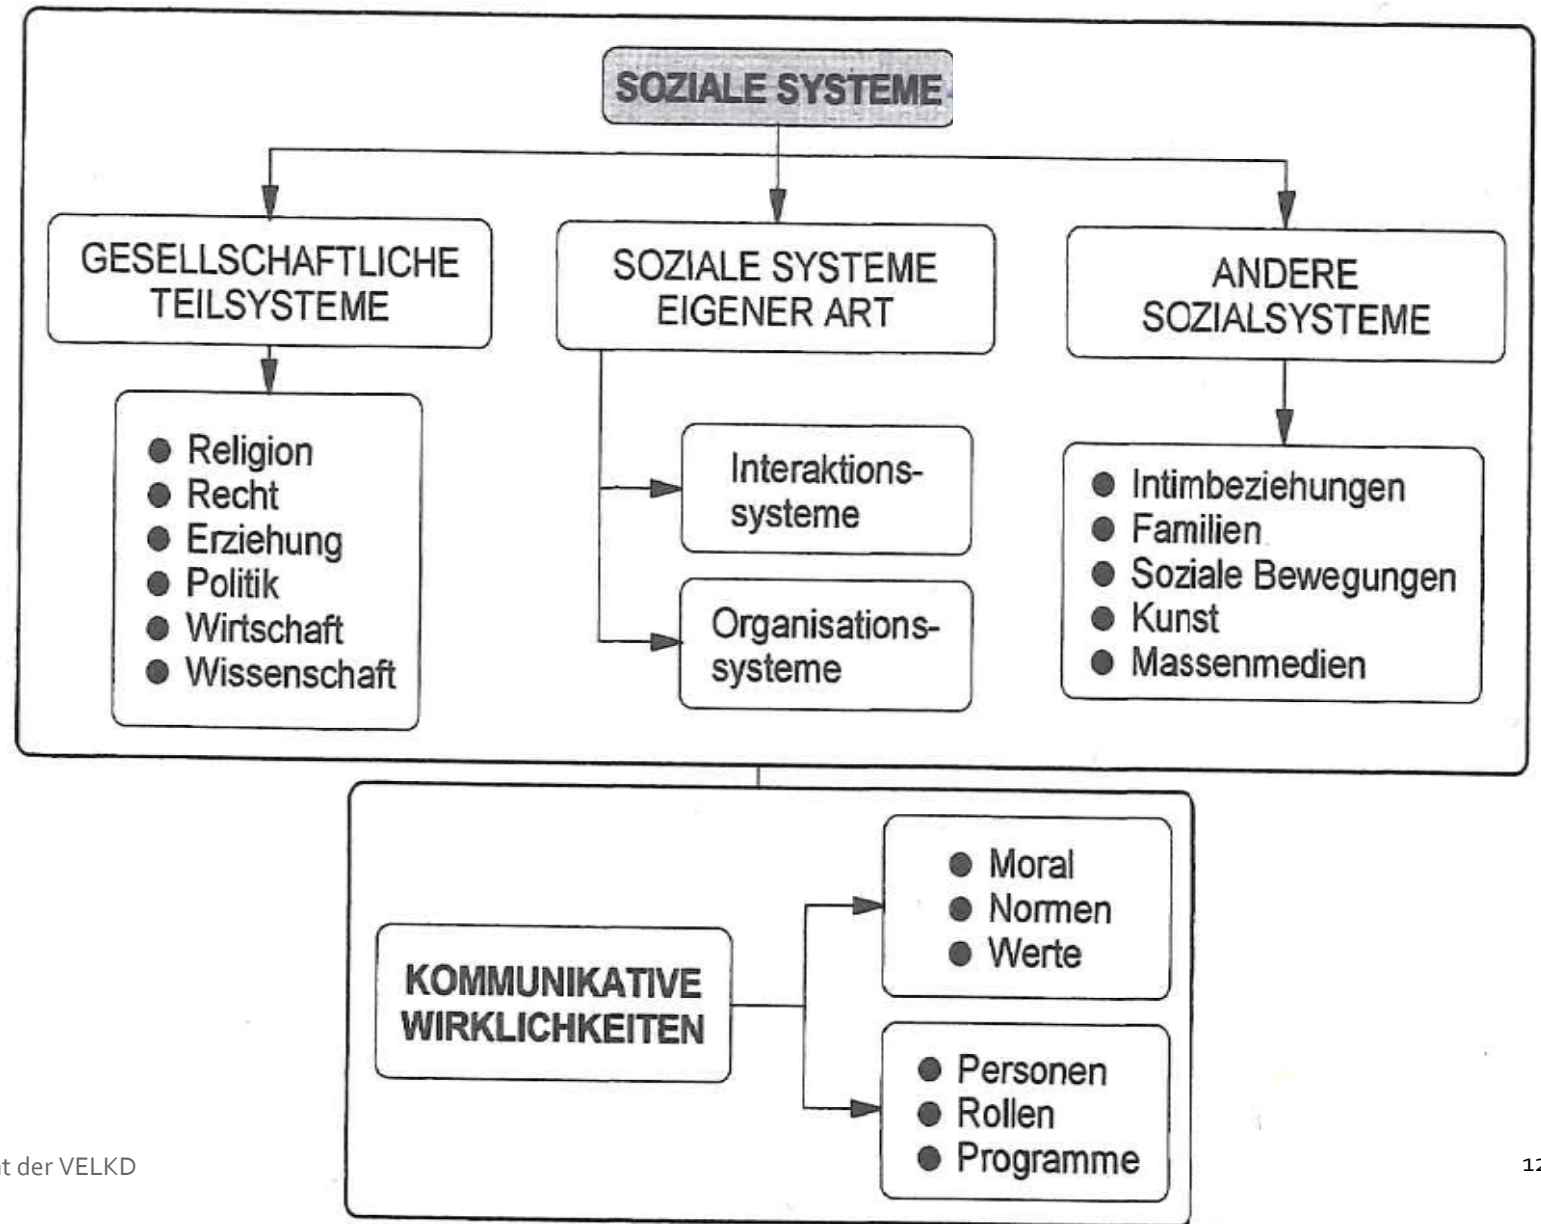 SOZIALE SYSTEME
GESELLSCHAFTLICHE
TEILSYSTEME
SOZIALE SYSTEME
EIGENER ART
ANDERE
SOZIALSYSTEME
● Religion
● Recht
● Erziehung
● Politik
● Wirtschaft
● Wissenschaft
Interaktions-
systeme
Organisations-
systeme
● Intimbeziehungen
● Familien
● Soziale Bewegungen
● Kunst
● Massenmedien
KOMMUNIKATIVE
WIRKLICHKEITEN
● Moral
● Normen
● Werte
● Personen
● Rollen
● Programme
der VELKD
12